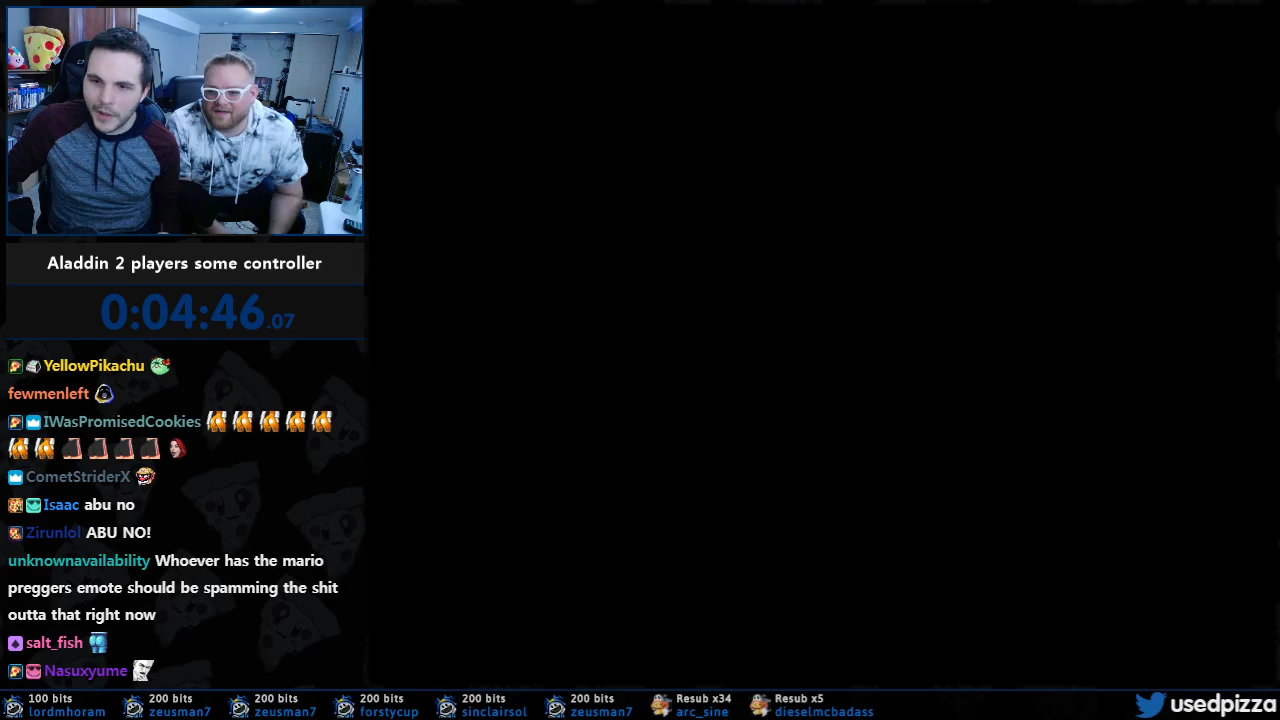 Aladdin 2 players some controller
0:04:46.07
YellowPikachu
fewmenleft
IWasPromisedCookies
CometStriderX
Isaac abu no
Zirunlol ABU NO!
unknownavailability Whoever has the mario
preggers emote should be spamming the shit
outta that right now
salt_fish
Nasuxyume
100 bits
lordmhoram
200 bits
zeusman7
200 bits
zeusman7
200 bits
forstycup
200 bits
sinclairsol
200 bits
zeusman7
Resub x34
arc_sine
Resub x5
dieselmcbadass
usedpizza